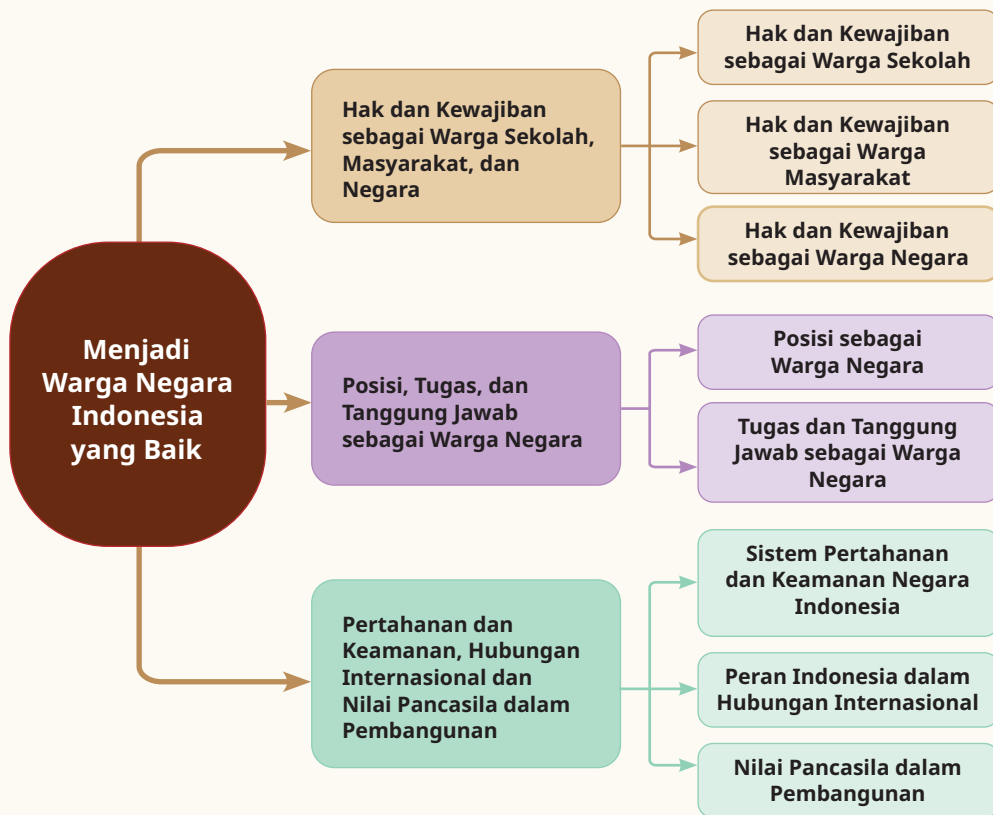 Menjadi
Warga Negara
Indonesia
yang Baik
Hak dan Kewajiban
sebagai Warga Sekolah,
Masyarakat, dan
Negara
Hak dan Kewajiban
sebagai Warga Sekolah
Hak dan Kewajiban
sebagai Warga
Masyarakat
Hak dan Kewajiban
sebagai Warga Negara
Posisi, Tugas, dan
Tanggung Jawab
sebagai Warga Negara
Posisi sebagai
Warga Negara
Tugas dan Tanggung
Jawab sebagai Warga
Negara
Pertahanan dan
Keamanan, Hubungan
Internasional dan
Nilai Pancasila dalam
Pembangunan
Sistem Pertahanan
dan Keamanan Negara
Indonesia
Peran Indonesia dalam
Hubungan Internasional
Nilai Pancasila dalam
Pembangunan